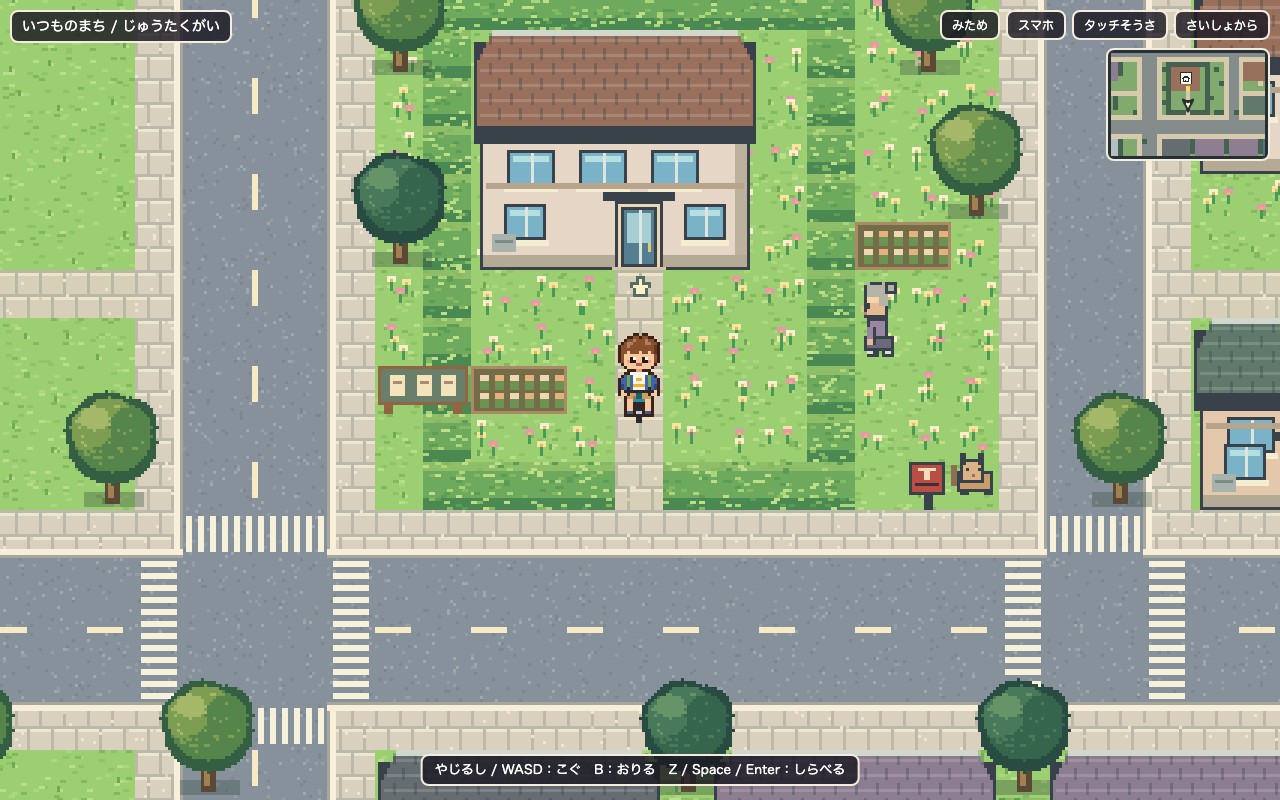 いつものまち / じゅうたくがい
みため
スマホ
タッチそうさ
さいしょから
やじるし / WASD：こぐ　B：おりる　Z / Space / Enter：しらべる